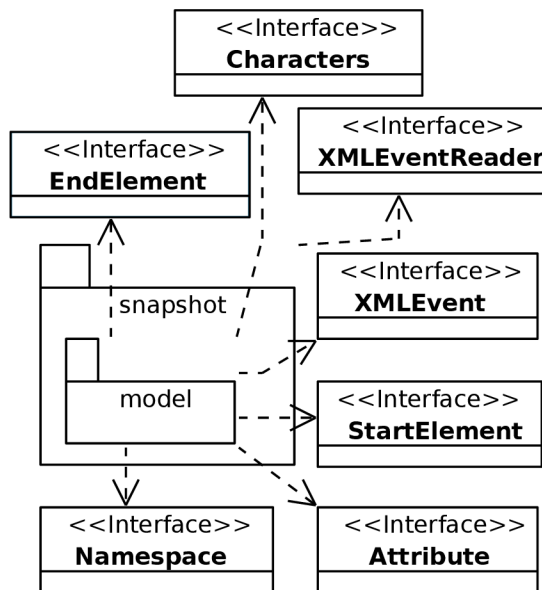 <<Interface>>
Characters
<<Interface>>
XMLEventReader
<<Interface>>
EndElement
<<Interface>>
XMLEvent
snapshot
<<Interface>>
StartElement
model
<<Interface>>
Namespace
<<Interface>>
Attribute